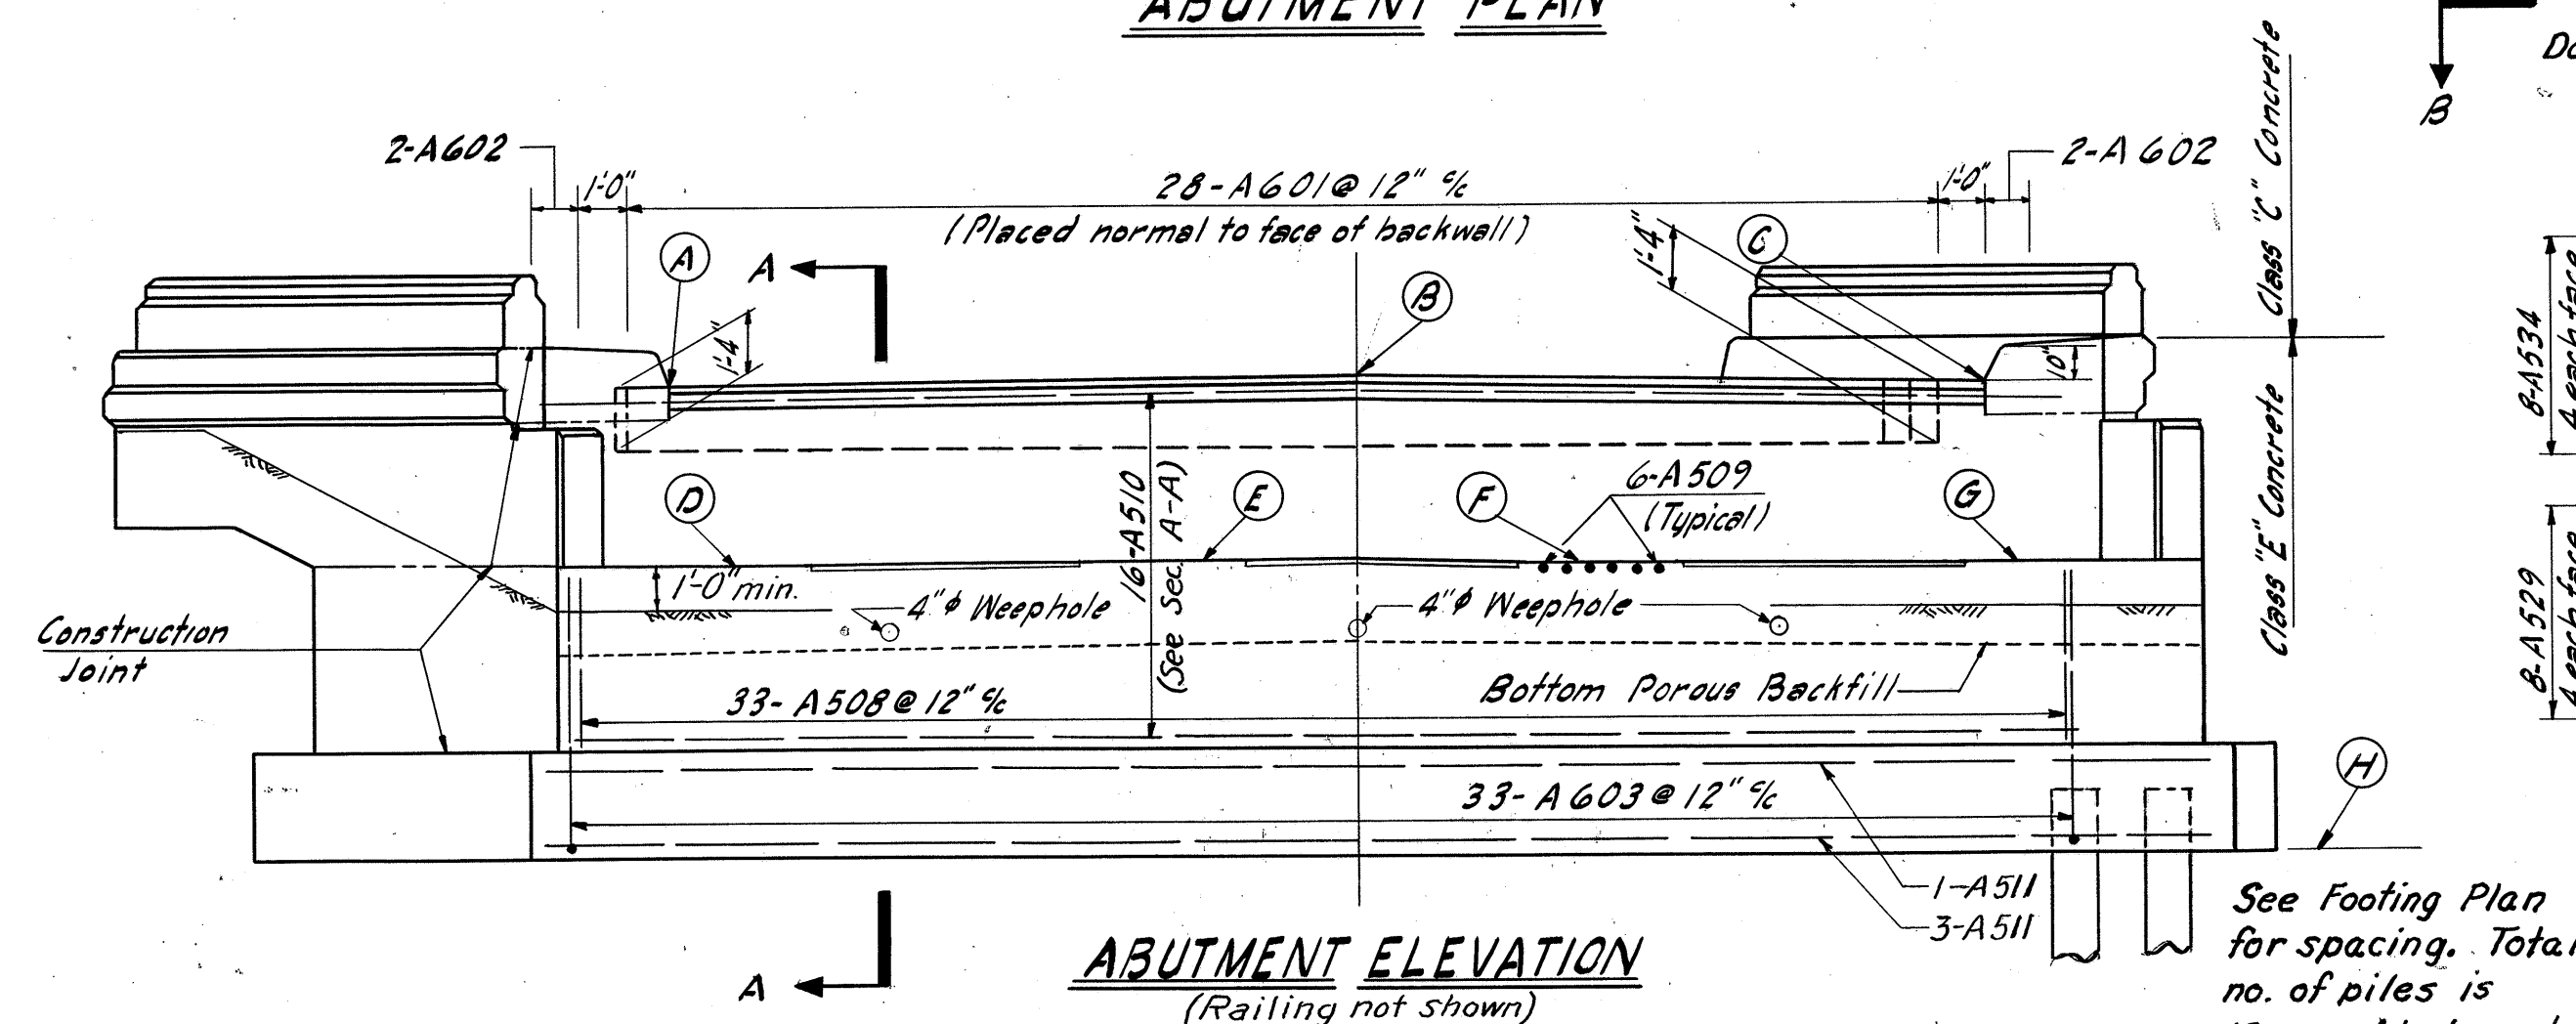 ABUTMENT PLAN
B
2-A602
1'-0"
28-A601@ 12" c/c
(Placed normal to face of backwall)
1'-0"
2-A 602
Class "C" Concrete
Class "E" Concrete
A
A
1'-4"
B
1'-4"
C
10"
8-A534
8-A529
D
E
F
6-A509
(Typical)
G
16-A510
(See Sec. A-A)
1'-0" min.
4"φ Weephole
4"φ Weephole
Construction
Joint
33- A508@ 12" c/c
Bottom Porous Backfill
33- A603@ 12" c/c
H
1-A511
3-A511
See Footing Plan
for spacing. Total
no. of piles is
A
ABUTMENT ELEVATION
(Railing not shown)